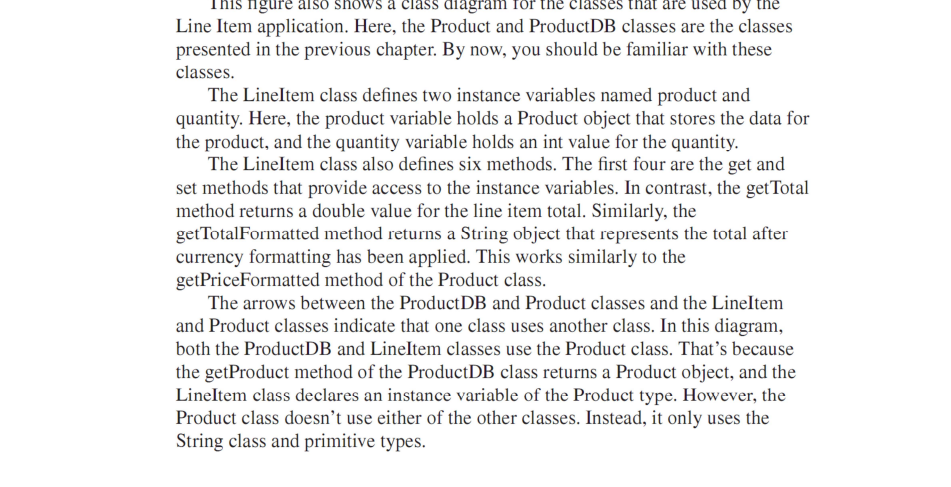 This figure also shows a class diagram for the classes that are used by the
Line Item application. Here, the Product and ProductDB classes are the classes
presented in the previous chapter. By now, you should be familiar with these
classes.
The LineItem class defines two instance variables named product and
quantity. Here, the product variable holds a Product object that stores the data for
the product, and the quantity variable holds an int value for the quantity.
The LineItem class also defines six methods. The first four are the get and
set methods that provide access to the instance variables. In contrast, the getTotal
method returns a double value for the line item total. Similarly, the
getTotalFormatted method returns a String object that represents the total after
currency formatting has been applied. This works similarly to the
getPriceFormatted method of the Product class.
The arrows between the ProductDB and Product classes and the LineItem
and Product classes indicate that one class uses another class. In this diagram,
both the ProductDB and LineItem classes use the Product class. That’s because
the getProduct method of the ProductDB class returns a Product object, and the
LineItem class declares an instance variable of the Product type. However, the
Product class doesn’t use either of the other classes. Instead, it only uses the
String class and primitive types.